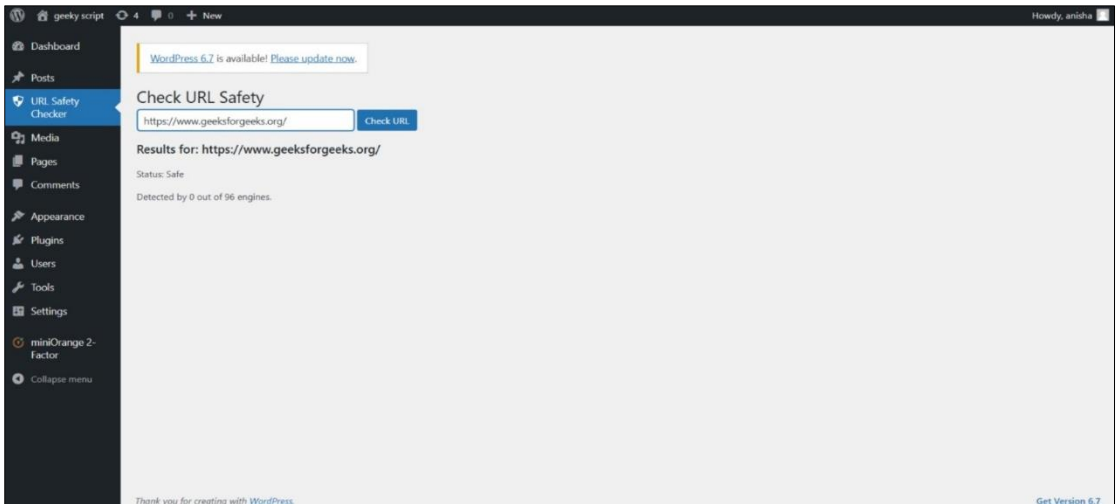 geeky script 4 0 + New Howdy, anisha
Dashboard
Posts
URL Safety
Checker
Media
Pages
Comments
Appearance
Plugins
Users
Tools
Settings
miniOrange 2-
Factor
Collapse menu
WordPress 6.7 is available! Please update now.
Check URL Safety
https://www.geeksforgeeks.org/ Check URL
Results for: https://www.geeksforgeeks.org/
Status: Safe
Detected by 0 out of 96 engines.
Thank you for creating with WordPress. Get Version 6.7